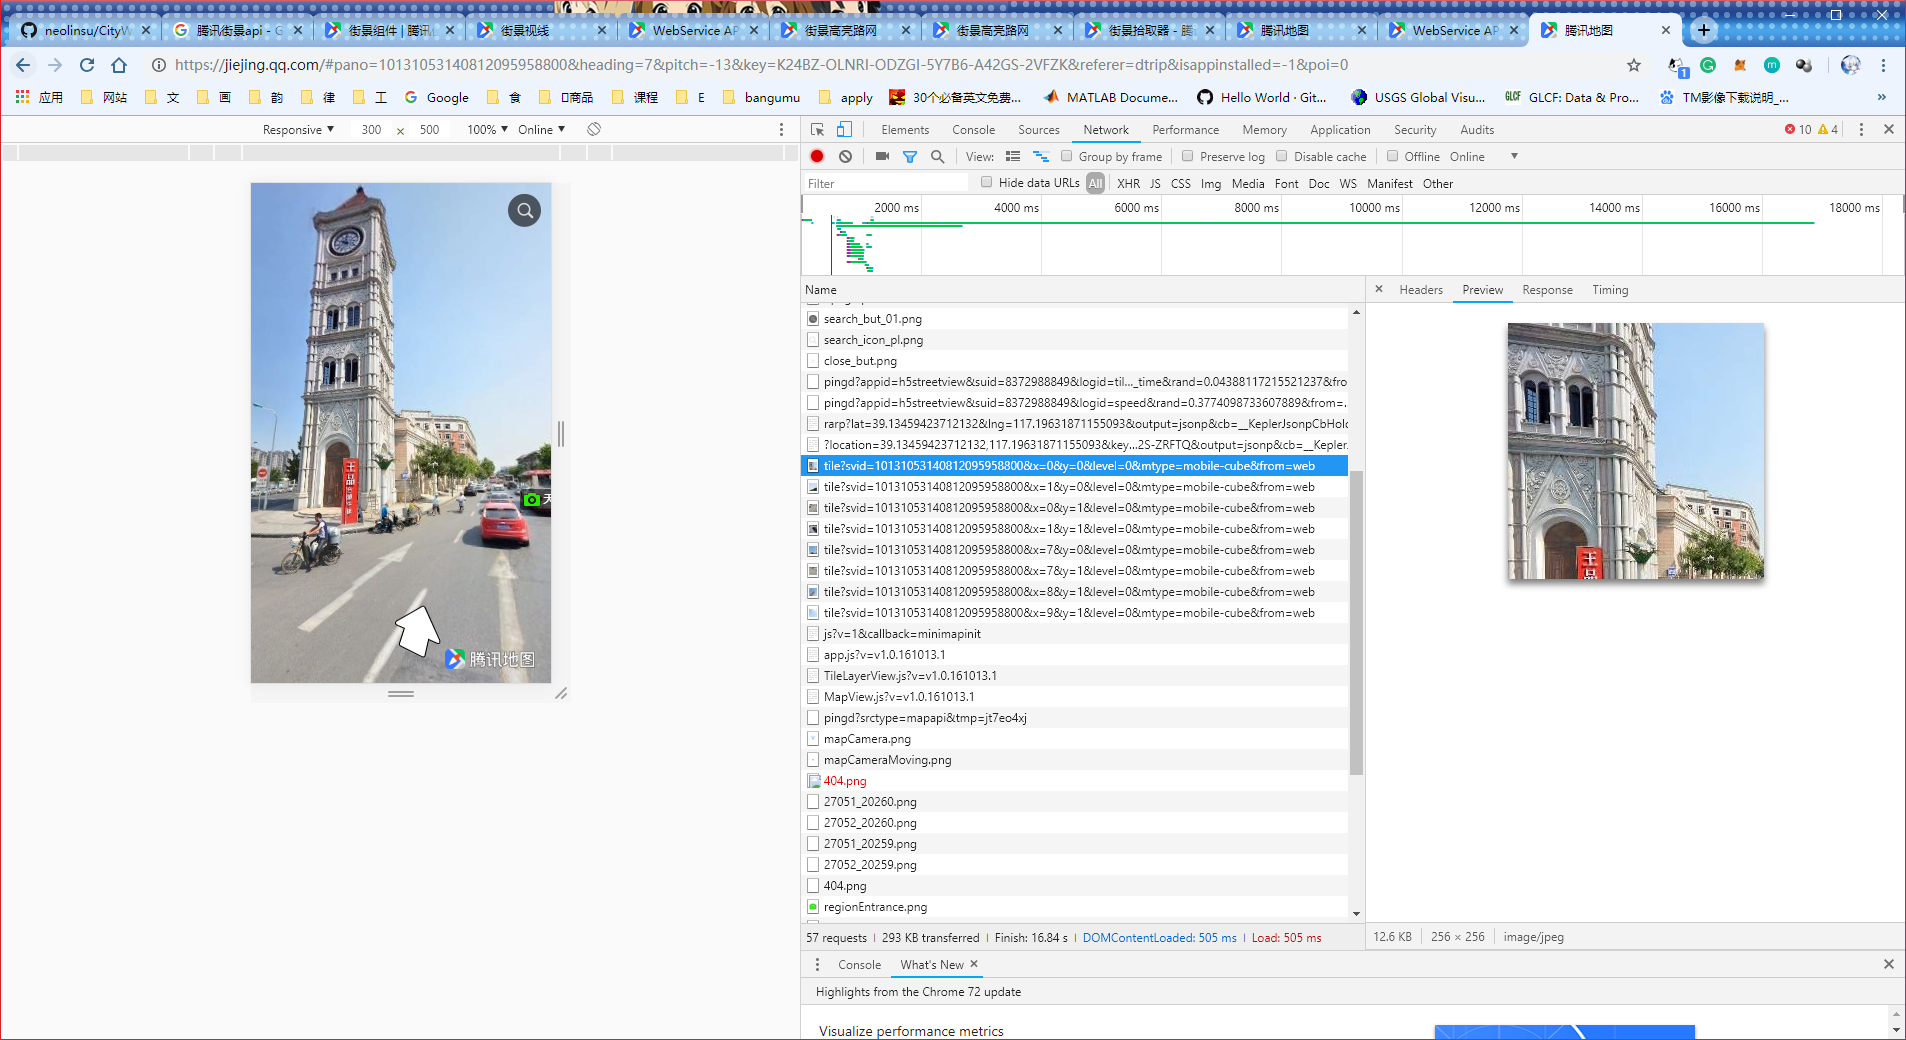 neolinsu/CityW
腾讯街景api - G
街景组件 | 腾讯
街景视线
WebService AP
街景高亮路网
街景高亮路网
街景拾取器 - 腾
腾讯地图
WebService AP
腾讯地图
https://jiejing.qq.com/#pano=10131053140812095958800&heading=7&pitch=-13&key=K24BZ-OLNRI-ODZGI-5Y7B6-A42GS-2VFZK&referer=dtrip&isappinstalled=-1&poi=0
应用 网站 文 画 韵 律 工 Google 食 商品 课程 E bangumu apply 30个必备英文免费... MATLAB Docume... Hello World · Git... USGS Global Visu... GLCF: Data & Pro... TM影像下载说明_...
Responsive 300 × 500 100% Online
Elements Console Sources Network Performance Memory Application Security Audits 10 4
View: Group by frame Preserve log Disable cache Offline Online
Filter Hide data URLs All XHR JS CSS Img Media Font Doc WS Manifest Other
2000 ms 4000 ms 6000 ms 8000 ms 10000 ms 12000 ms 14000 ms 16000 ms 18000 ms
Name
Headers Preview Response Timing
search_but_01.png
search_icon_pl.png
close_but.png
pingd?appid=h5streetview&suid=8372988849&logid=til..._time&rand=0.04388117215521237&fro
pingd?appid=h5streetview&suid=8372988849&logid=speed&rand=0.3774098733607889&from=...
rarp?lat=39.13459423712132&lng=117.19631871155093&output=jsonp&cb=__KeplerJsonpCbHold
?location=39.13459423712132,117.19631871155093&key...2S-ZRFTQ&output=jsonp&cb=__Kepler.
tile?svid=10131053140812095958800&x=0&y=0&level=0&mtype=mobile-cube&from=web
tile?svid=10131053140812095958800&x=1&y=0&level=0&mtype=mobile-cube&from=web
tile?svid=10131053140812095958800&x=0&y=1&level=0&mtype=mobile-cube&from=web
tile?svid=10131053140812095958800&x=1&y=1&level=0&mtype=mobile-cube&from=web
tile?svid=10131053140812095958800&x=7&y=0&level=0&mtype=mobile-cube&from=web
tile?svid=10131053140812095958800&x=7&y=1&level=0&mtype=mobile-cube&from=web
tile?svid=10131053140812095958800&x=8&y=1&level=0&mtype=mobile-cube&from=web
tile?svid=10131053140812095958800&x=9&y=1&level=0&mtype=mobile-cube&from=web
js?v=1&callback=minimapinit
app.js?v=v1.0.161013.1
TileLayerView.js?v=v1.0.161013.1
MapView.js?v=v1.0.161013.1
pingd?srctype=mapapi&tmp=jt7eo4xj
mapCamera.png
mapCameraMoving.png
404.png
27051_20260.png
27052_20260.png
27051_20259.png
27052_20259.png
404.png
regionEntrance.png
王品
天
腾讯地图
王品
57 requests | 293 KB transferred | Finish: 16.84 s | DOMContentLoaded: 505 ms | Load: 505 ms
12.6 KB 256 × 256 image/jpeg
Console What's New
Highlights from the Chrome 72 update
Visualize performance metrics